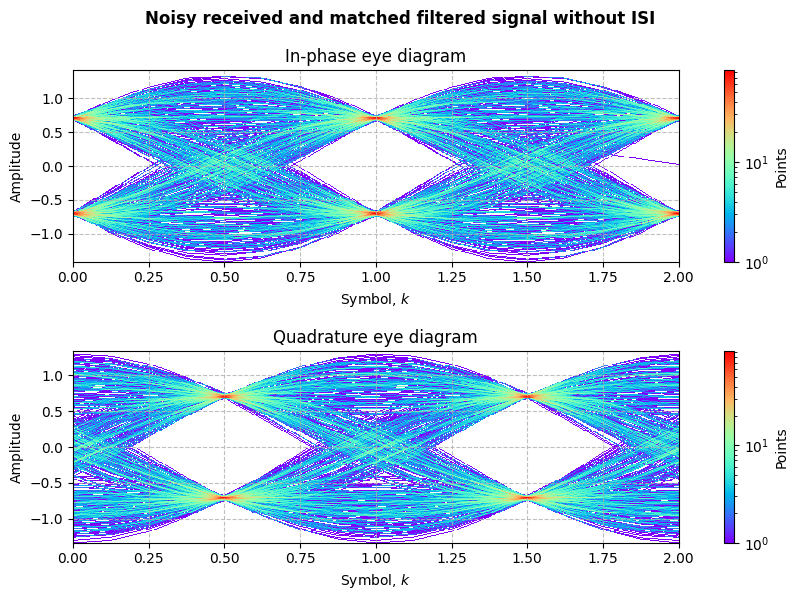 Noisy received and matched filtered signal without ISI
In-phase eye diagram
Amplitude
1.0
0.5
0.0
−0.5
−1.0
0.00 0.25 0.50 0.75 1.00 1.25 1.50 1.75 2.00
Symbol, k
10¹
10⁰
Points
Quadrature eye diagram
Amplitude
1.0
0.5
0.0
−0.5
−1.0
0.00 0.25 0.50 0.75 1.00 1.25 1.50 1.75 2.00
Symbol, k
10¹
10⁰
Points